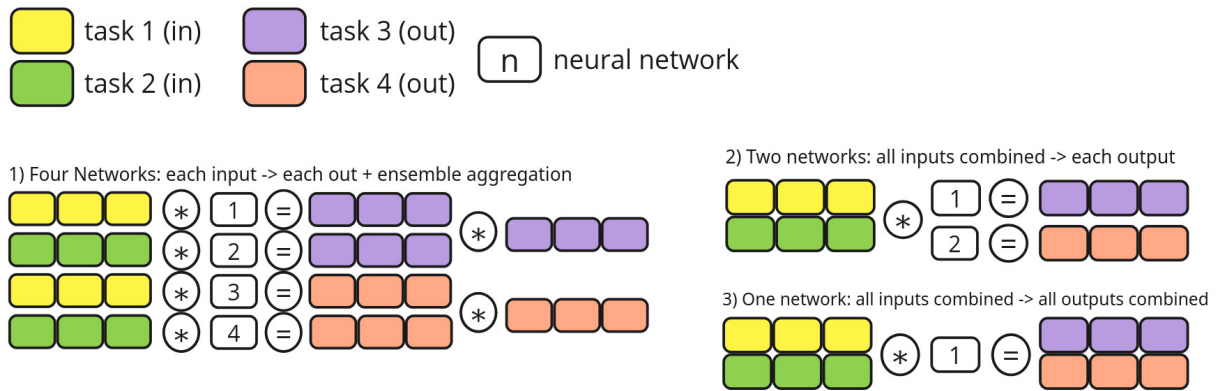 task 1 (in)
task 3 (out)
n neural network
task 2 (in)
task 4 (out)
1) Four Networks: each input -> each out + ensemble aggregation
* 1 =
*
* 2 =
* 3 =
*
* 4 =
2) Two networks: all inputs combined -> each output
1 =
*
2 =
3) One network: all inputs combined -> all outputs combined
* 1 =